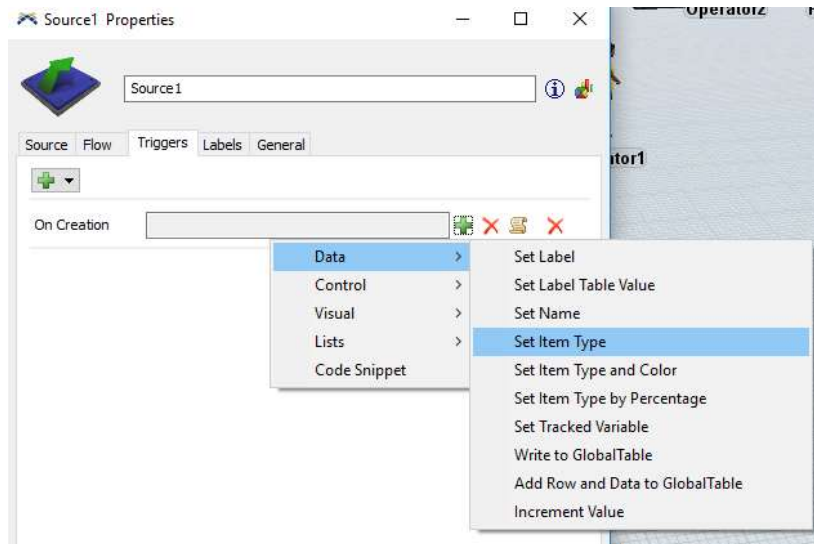 Source1 Properties
Operator2
Source1
Source Flow Triggers Labels General
ator1
On Creation
Data
Control
Visual
Lists
Code Snippet
Set Label
Set Label Table Value
Set Name
Set Item Type
Set Item Type and Color
Set Item Type by Percentage
Set Tracked Variable
Write to GlobalTable
Add Row and Data to GlobalTable
Increment Value